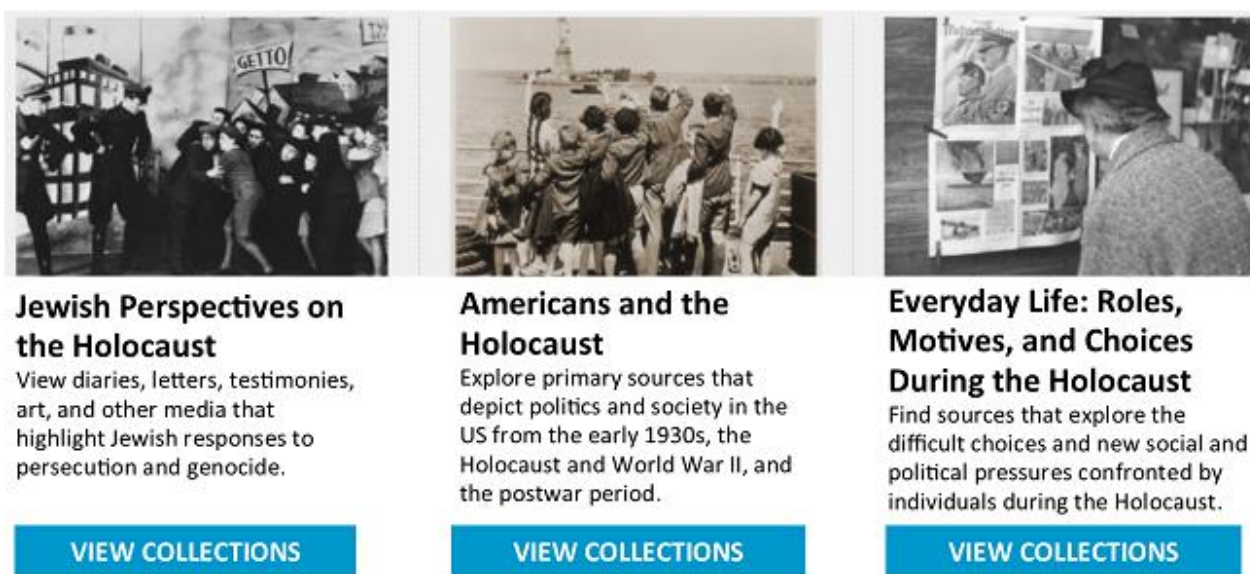 GETTO
Jewish Perspectives on
the Holocaust
View diaries, letters, testimonies,
art, and other media that
highlight Jewish responses to
persecution and genocide.
VIEW COLLECTIONS
Americans and the
Holocaust
Explore primary sources that
depict politics and society in the
US from the early 1930s, the
Holocaust and World War II, and
the postwar period.
VIEW COLLECTIONS
Everyday Life: Roles,
Motives, and Choices
During the Holocaust
Find sources that explore the
difficult choices and new social and
political pressures confronted by
individuals during the Holocaust.
VIEW COLLECTIONS